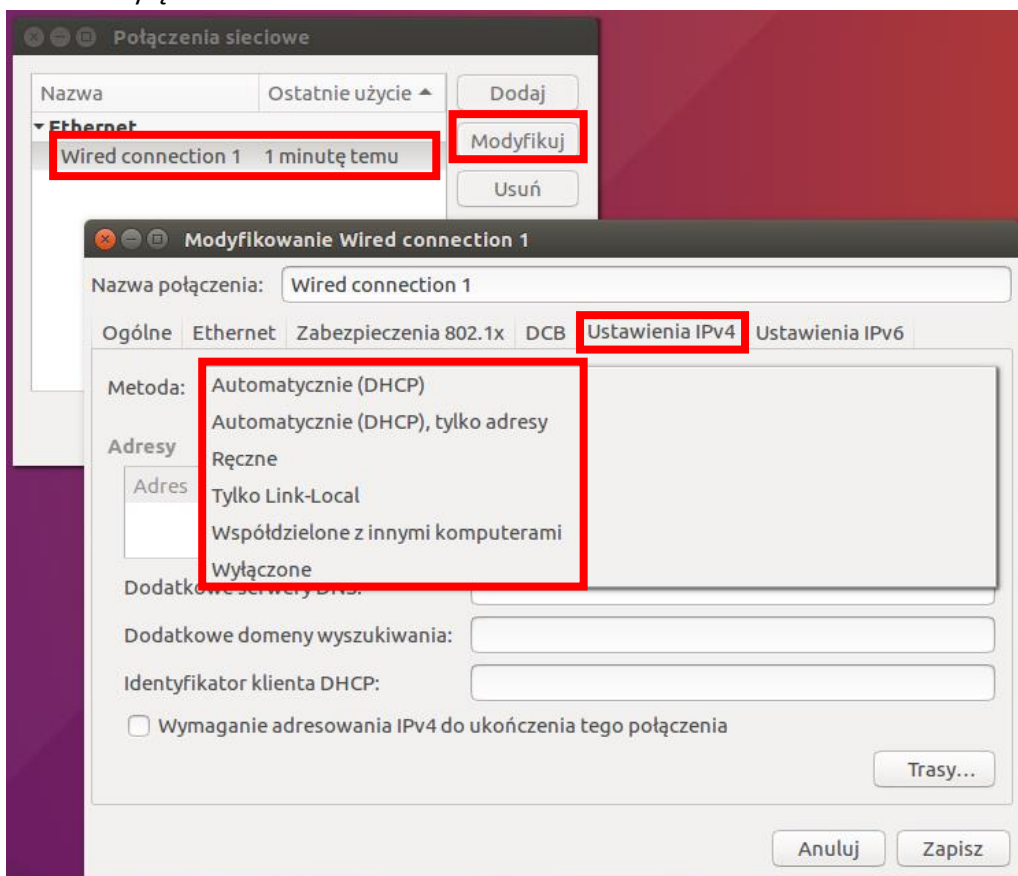 Połączenia sieciowe
Nazwa Ostatnie użycie Dodaj
Ethernet
Wired connection 1 1 minutę temu Modyfikuj
Usuń
Modyfikowanie Wired connection 1
Nazwa połączenia: Wired connection 1
Ogólne Ethernet Zabezpieczenia 802.1x DCB Ustawienia IPv4 Ustawienia IPv6
Metoda: Automatycznie (DHCP)
Automatycznie (DHCP), tylko adresy
Adresy
Ręczne
Adres
Tylko Link-Local
Współdzielone z innymi komputerami
Wyłączone
Dodatkowe serwery DNS:
Dodatkowe domeny wyszukiwania:
Identyfikator klienta DHCP:
Wymaganie adresowania IPv4 do ukończenia tego połączenia
Trasy...
Anuluj Zapisz